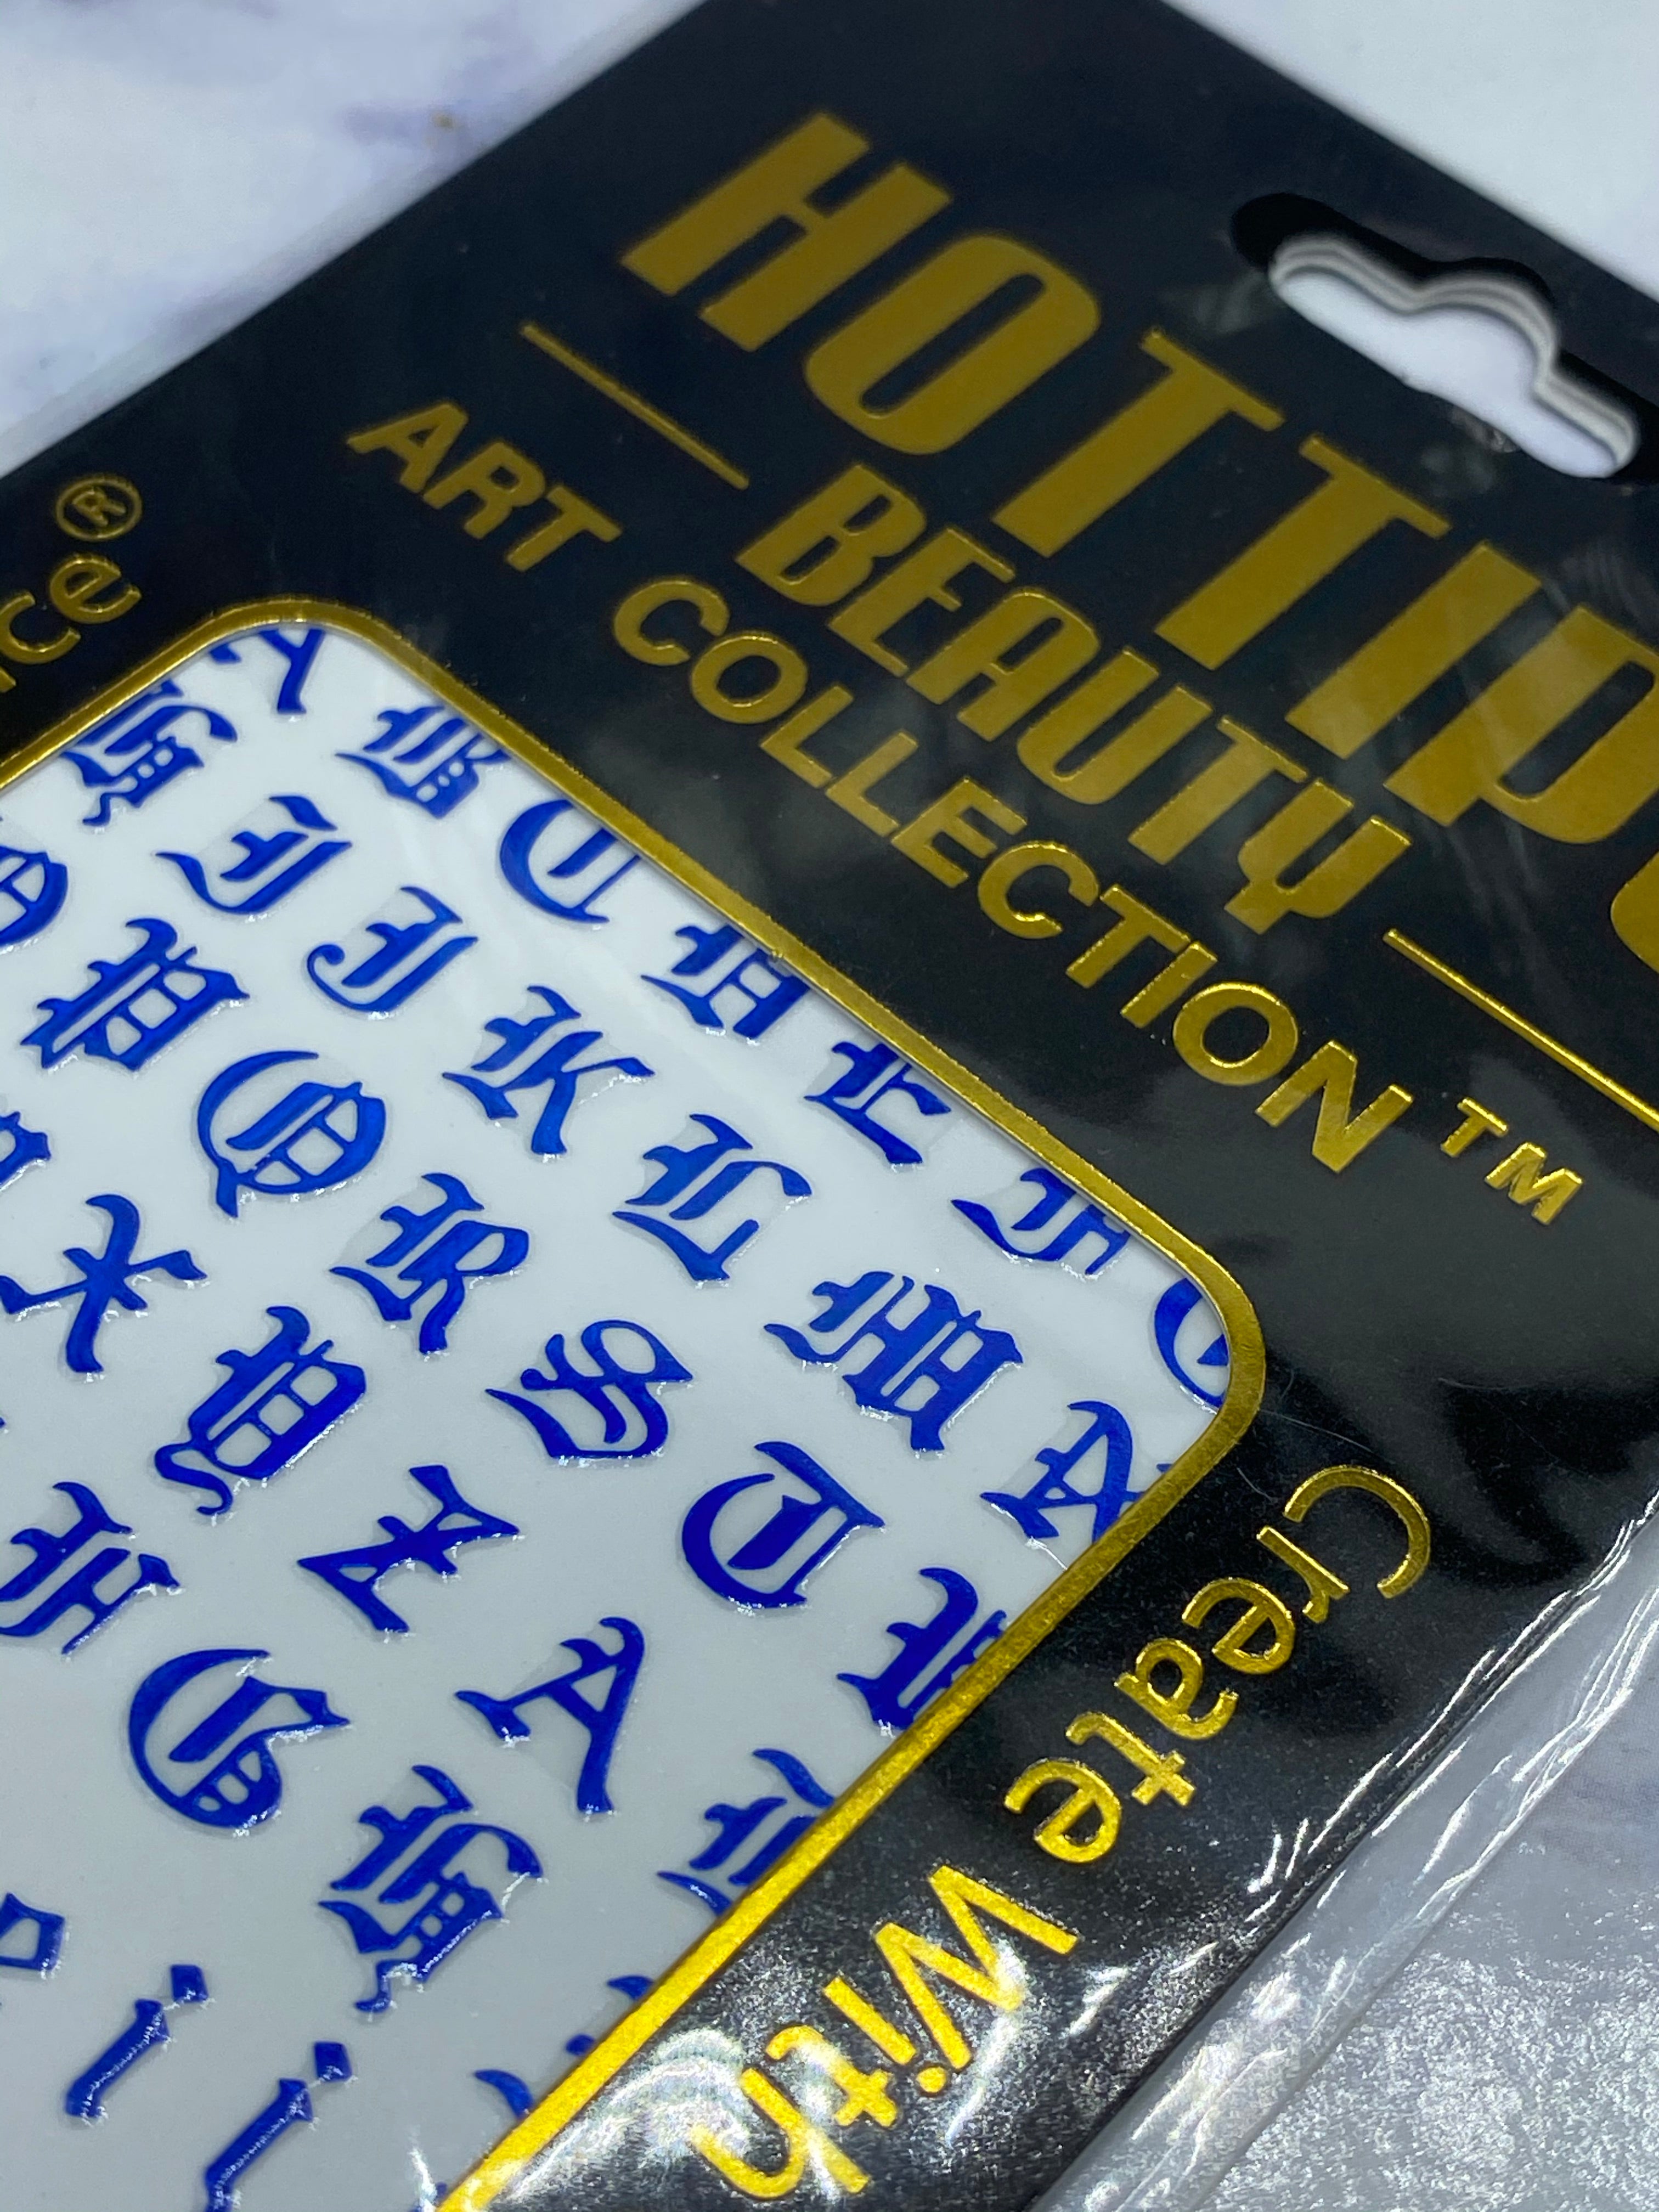 HOTTIP
BEAUTY
ART COLLECTION™
Create With
A B C D E F G
H I J K L M N
O P Q R S T U
X Y Z A B
F G H
i i